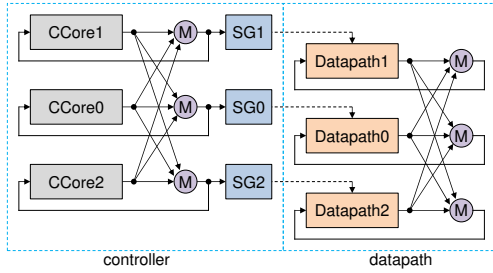 CCore1 M SG1
Datapath1 M
CCore0 M SG0
Datapath0 M
CCore2 M SG2
Datapath2 M
controller datapath